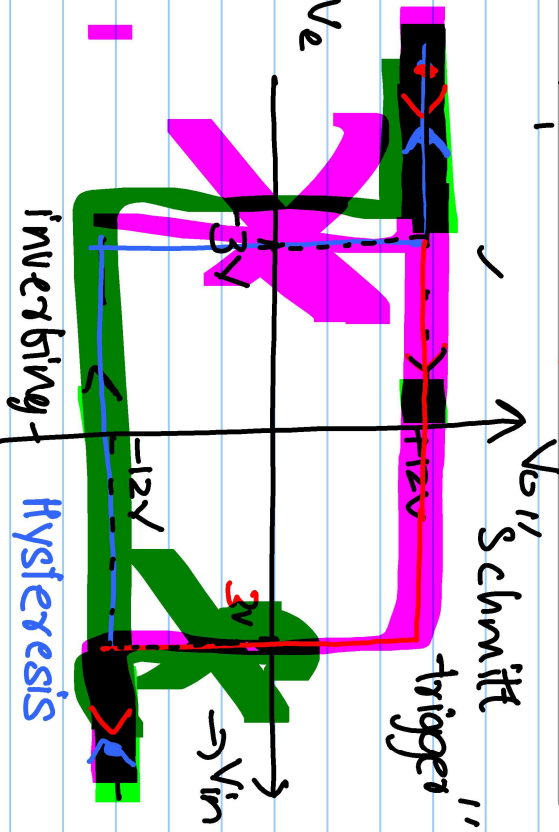 Vo "Schmitt
trigger"
+12V
Ve
-3V
3V
→Vin
-12V
inverting-
Hysteresis